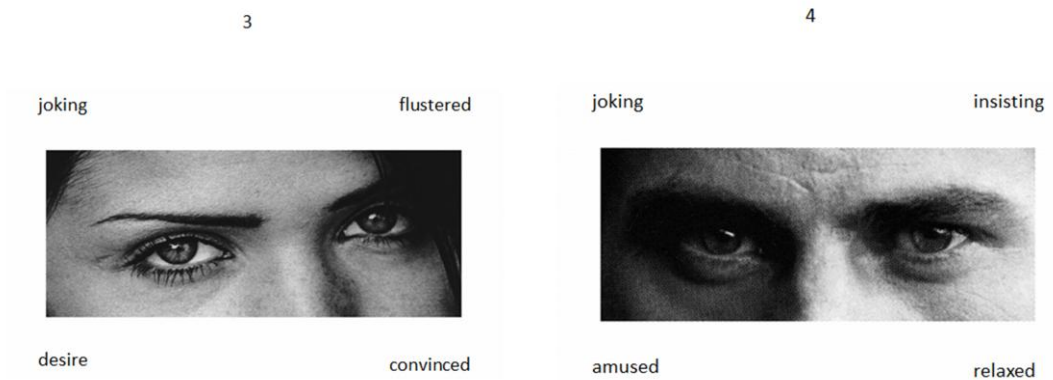 3
joking flustered
desire convinced
4
joking insisting
amused relaxed